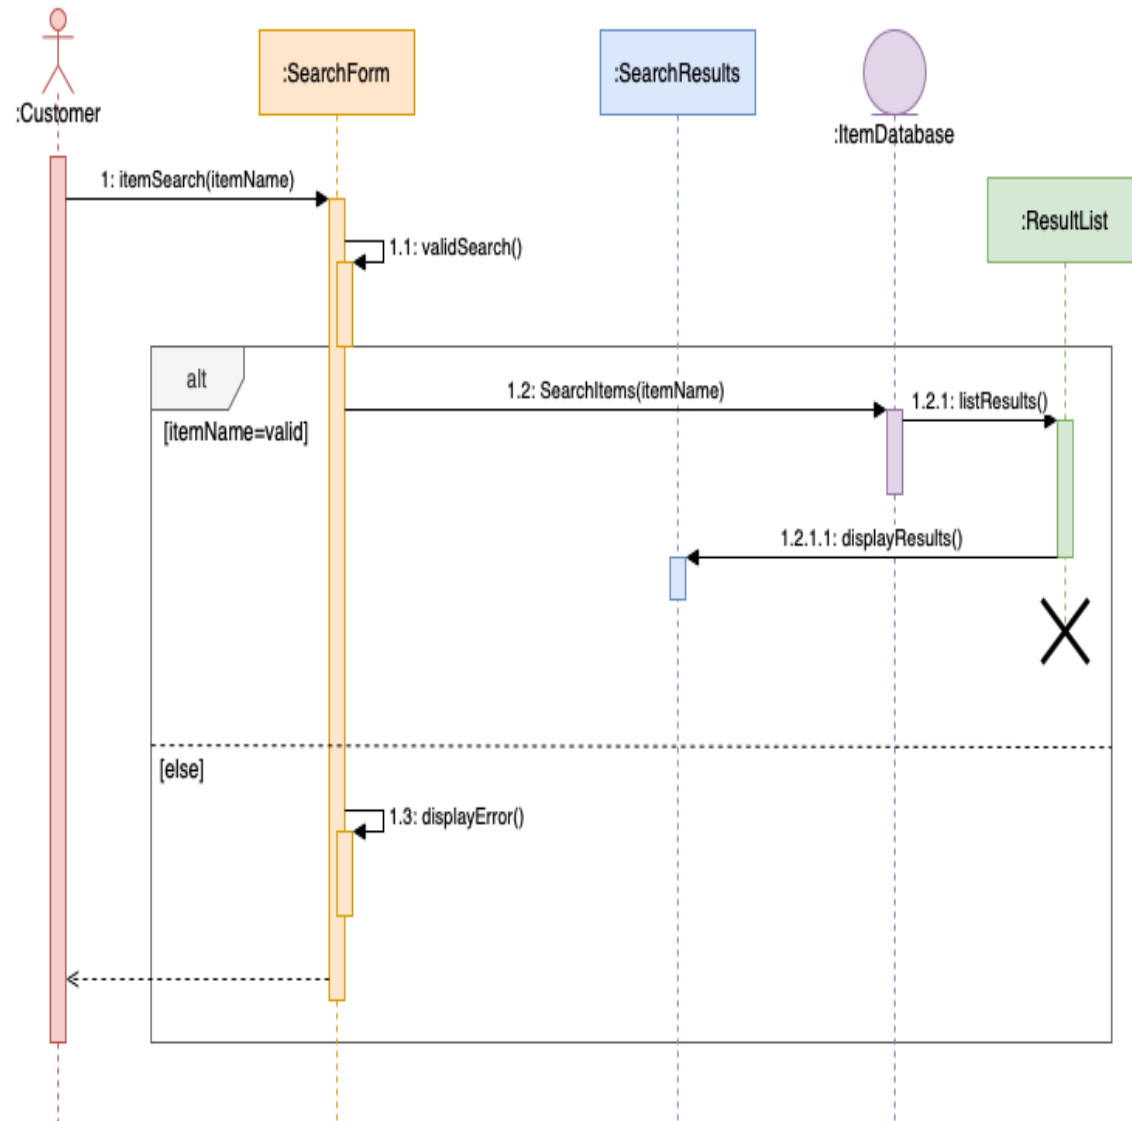 :Customer
:SearchForm
:SearchResults
:ItemDatabase
:ResultList
1: itemSearch(itemName)
1.1: validSearch()
alt
[itemName=valid]
1.2: SearchItems(itemName)
1.2.1: listResults()
1.2.1.1: displayResults()
[else]
1.3: displayError()